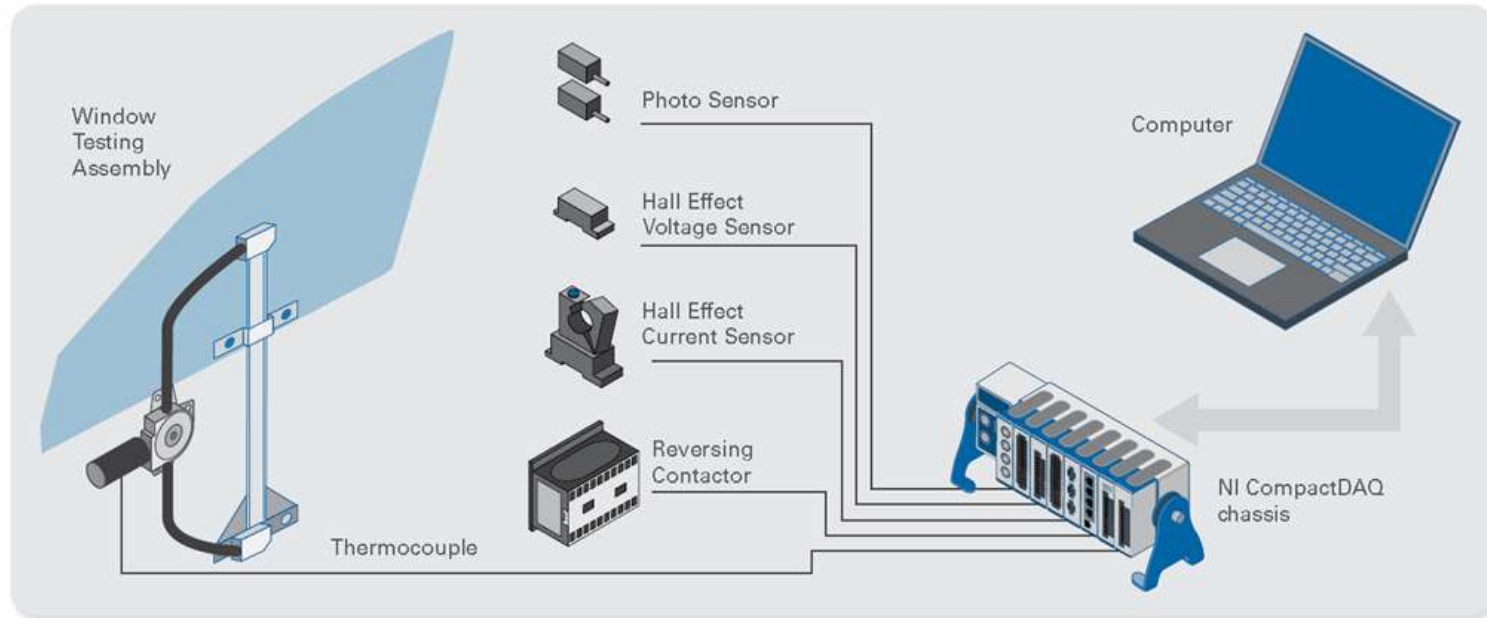 Window
Testing
Assembly
Photo Sensor
Hall Effect
Voltage Sensor
Hall Effect
Current Sensor
Reversing
Contactor
Thermocouple
Computer
NI CompactDAQ
chassis